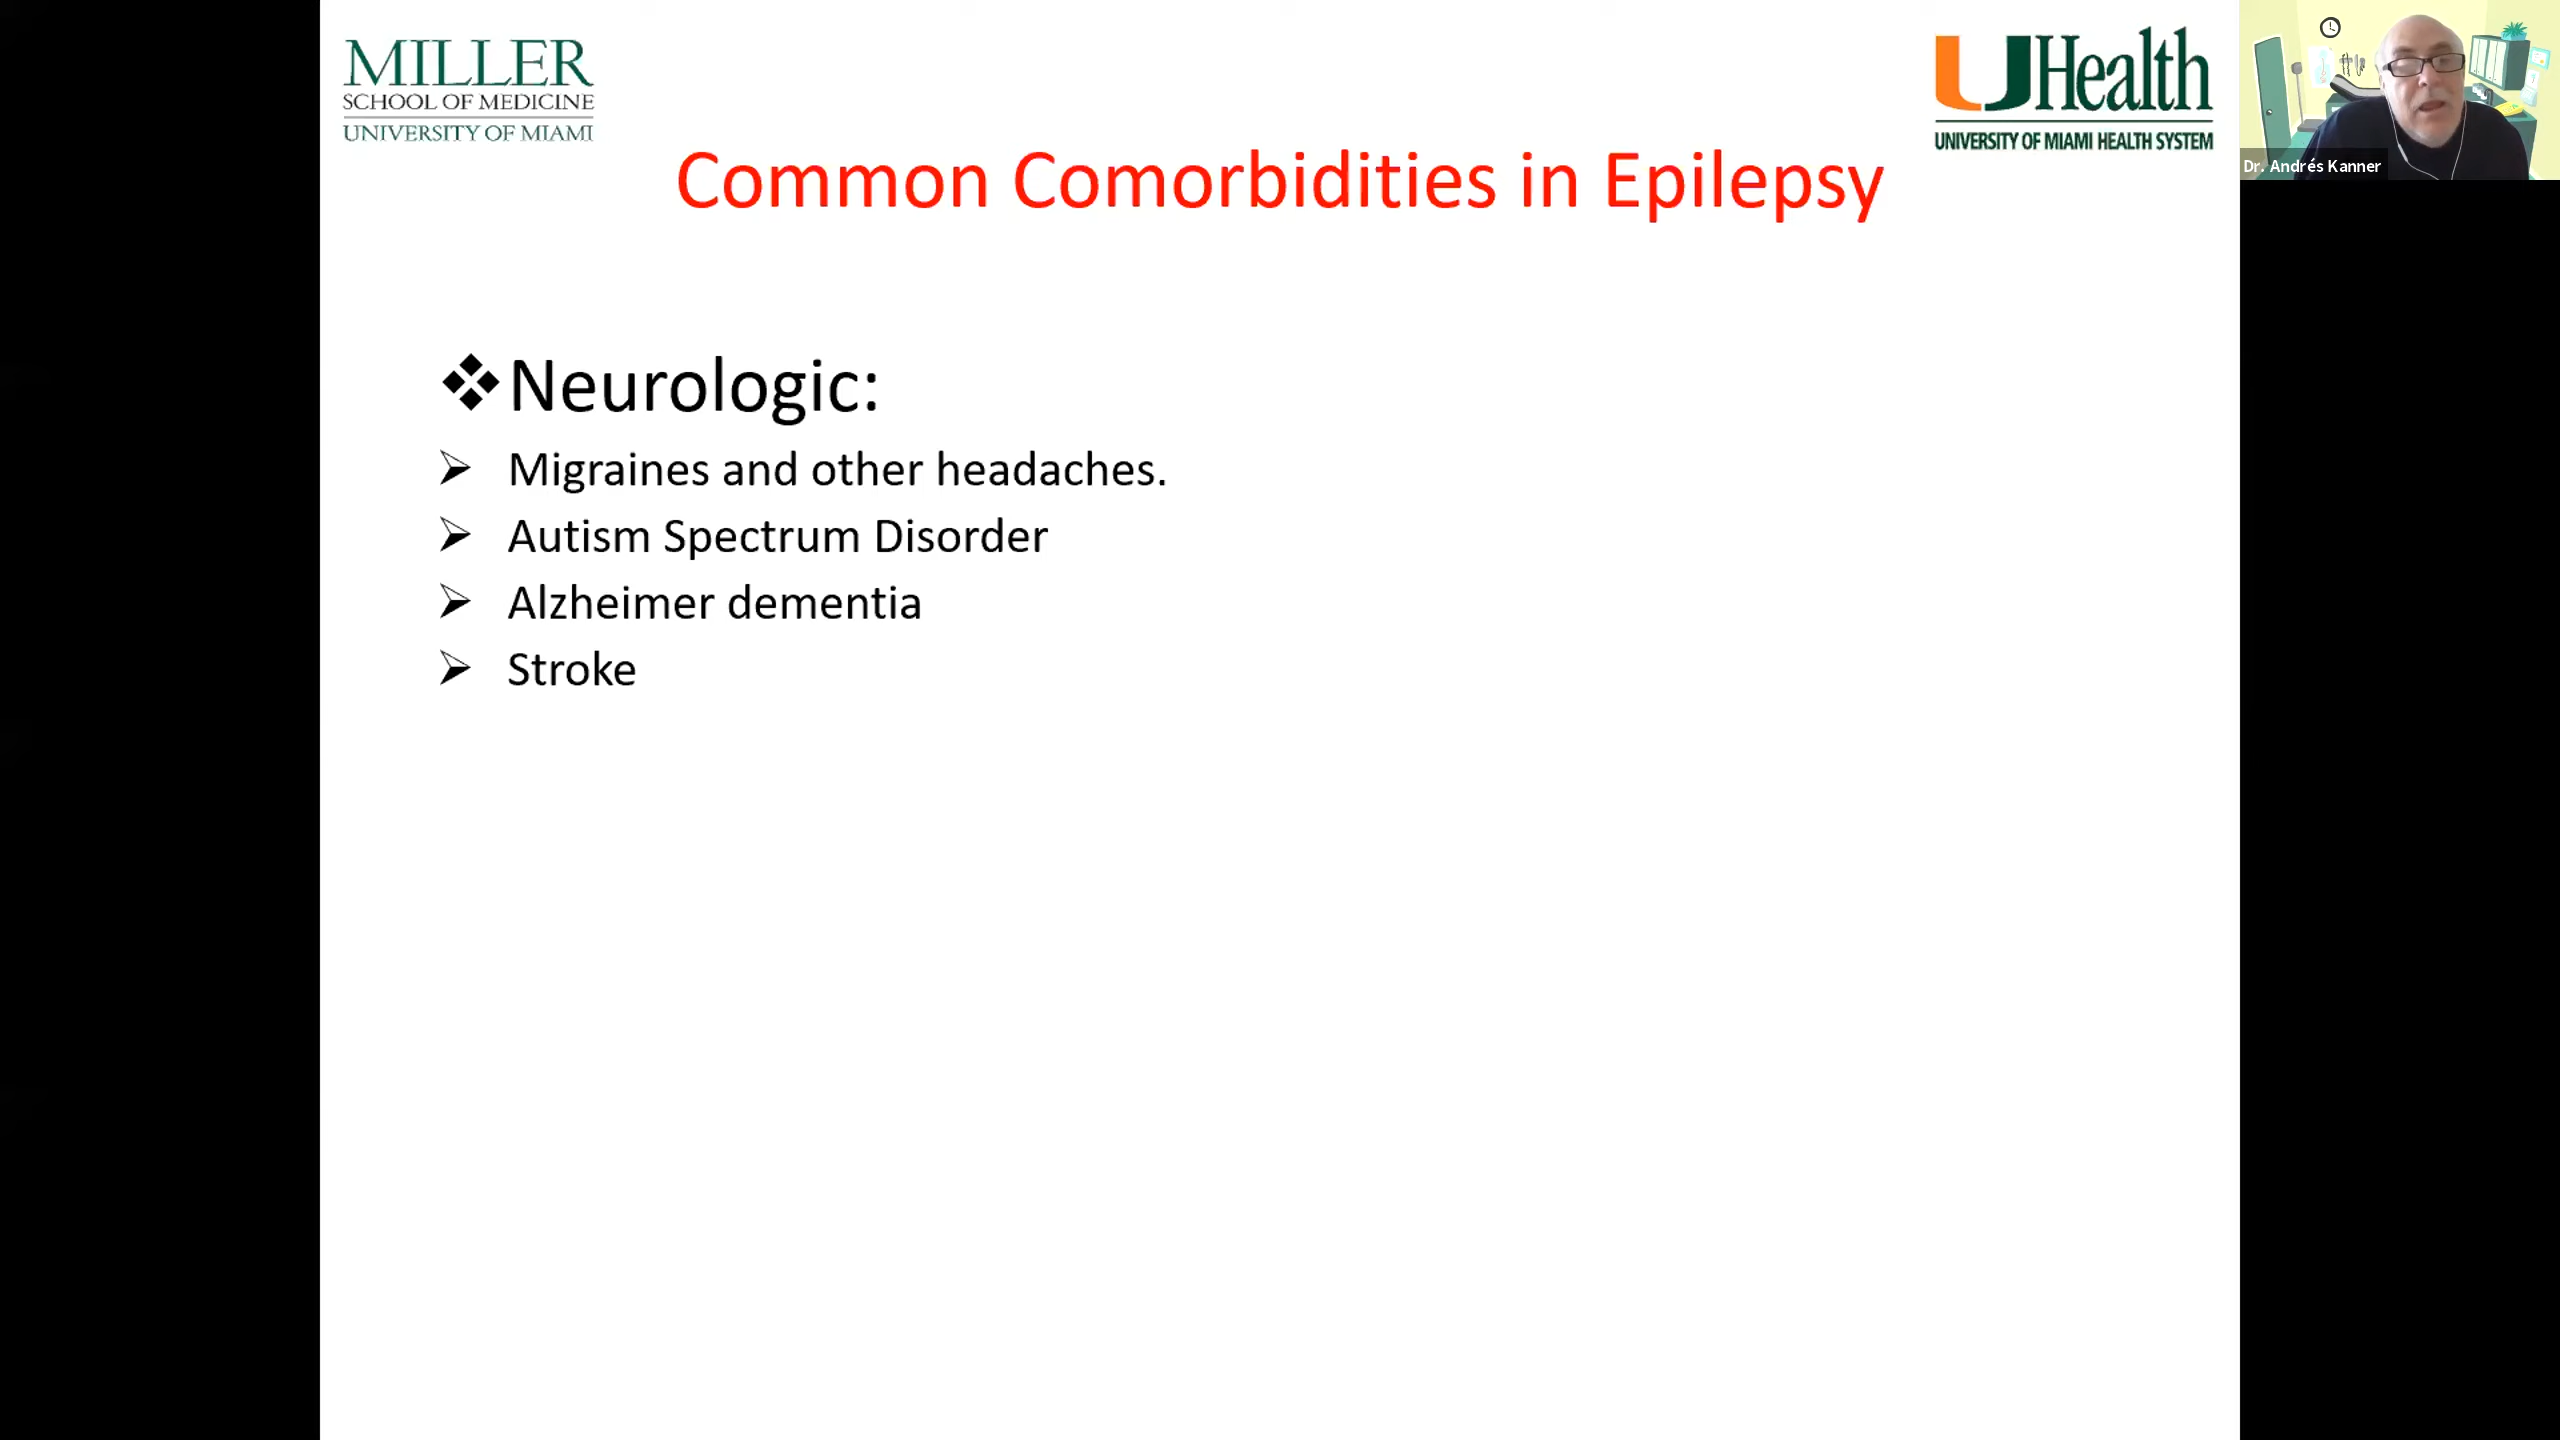 MILLER
SCHOOL OF MEDICINE
UNIVERSITY OF MIAMI
UHealth
UNIVERSITY OF MIAMI HEALTH SYSTEM
Dr. Andrés Kanner
Common Comorbidities in Epilepsy
❖Neurologic:
➢ Migraines and other headaches.
➢ Autism Spectrum Disorder
➢ Alzheimer dementia
➢ Stroke